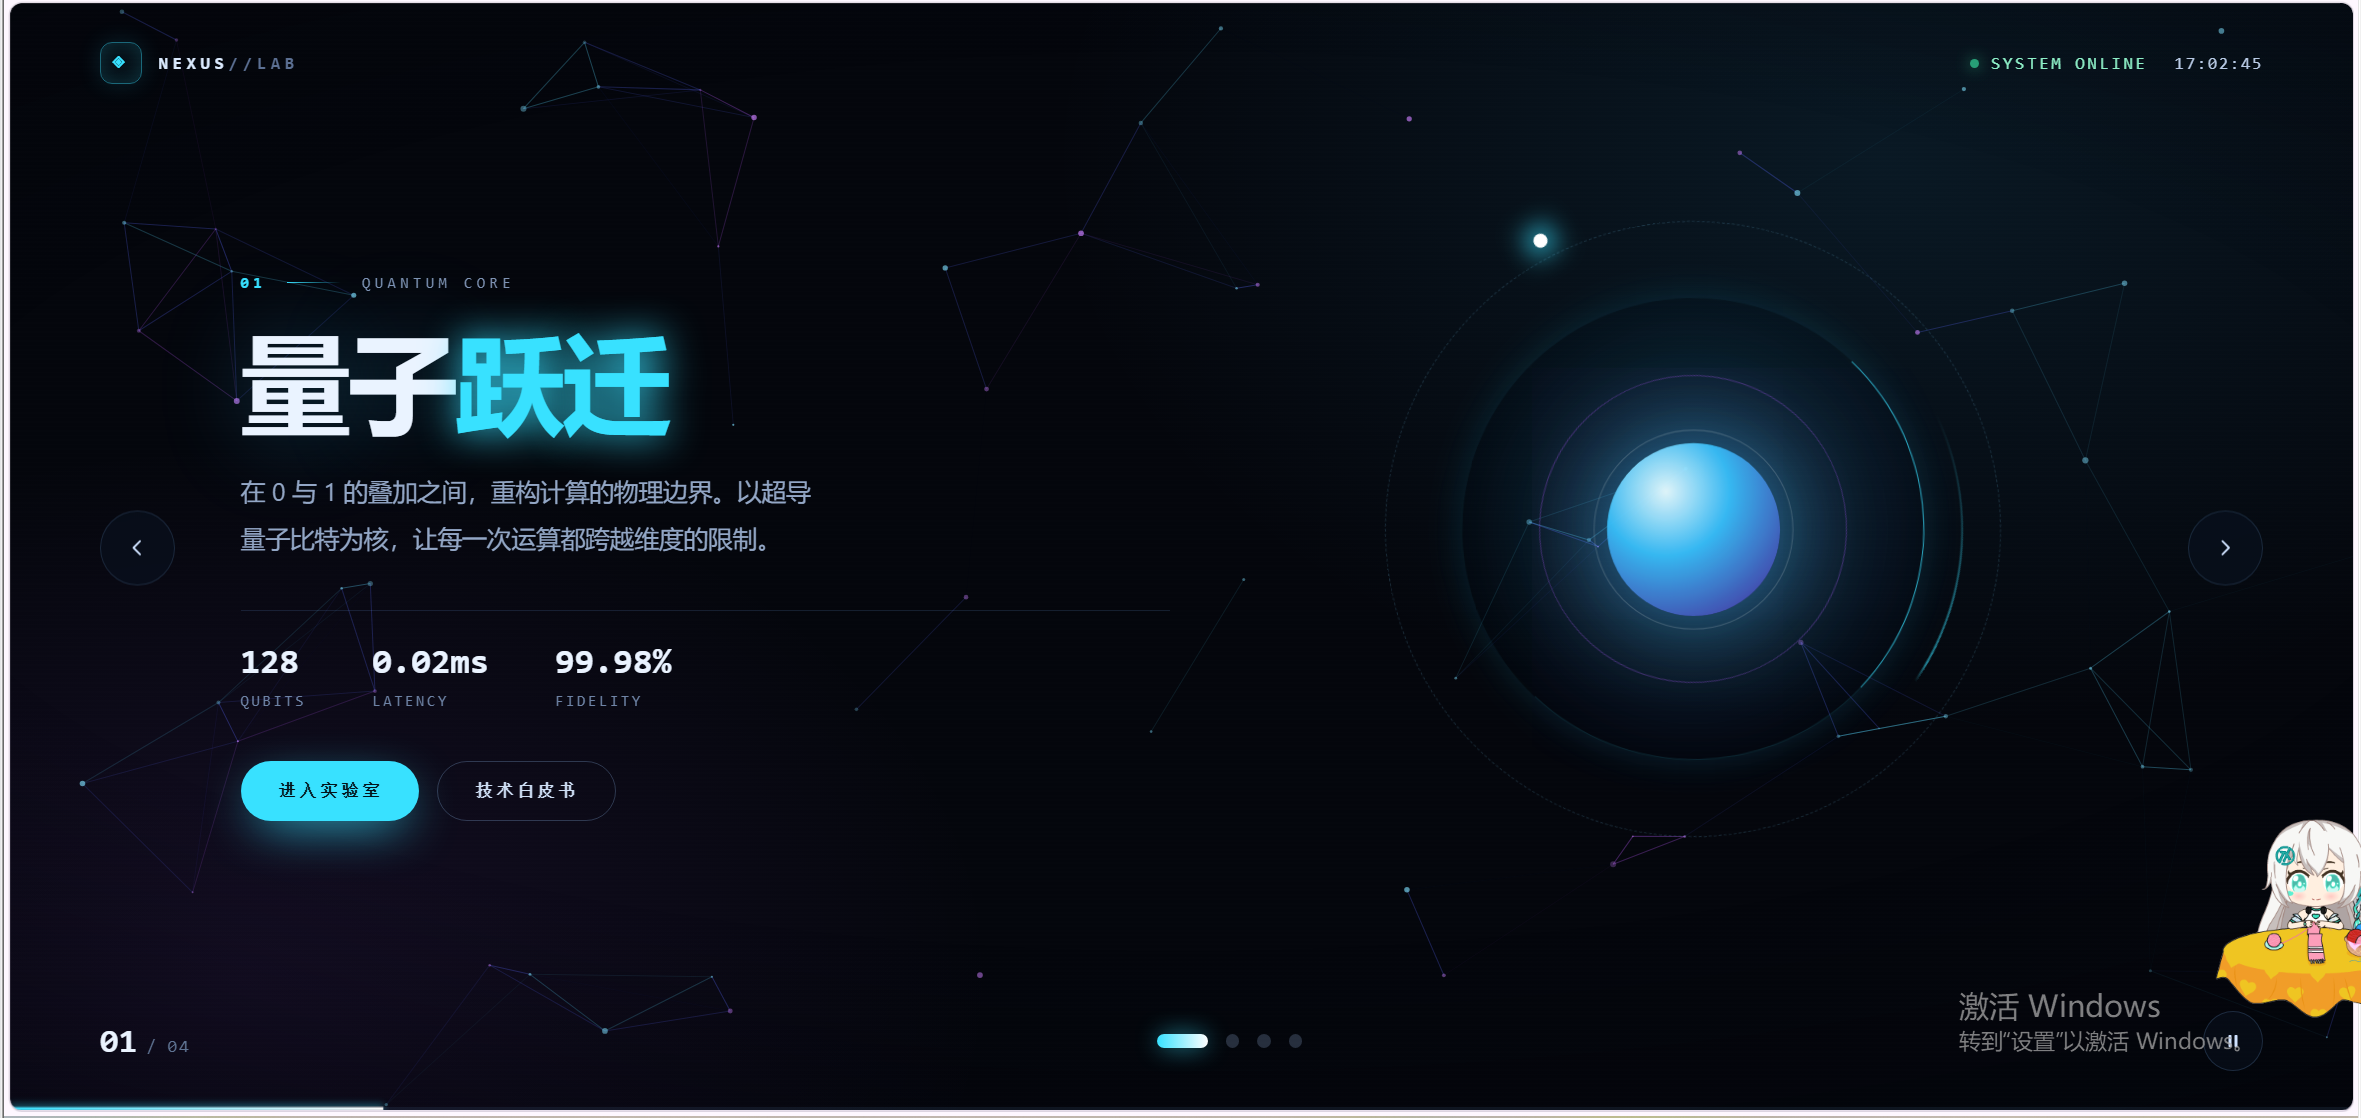 NEXUS//LAB
SYSTEM ONLINE 17:02:45
01 QUANTUM CORE
量子跃迁
在 0 与 1 的叠加之间，重构计算的物理边界。以超导
量子比特为核，让每一次运算都跨越维度的限制。
128 0.02ms 99.98%
QUBITS LATENCY FIDELITY
进入实验室 技术白皮书
激活 Windows
转到"设置"以激活 Windows。
01 / 04